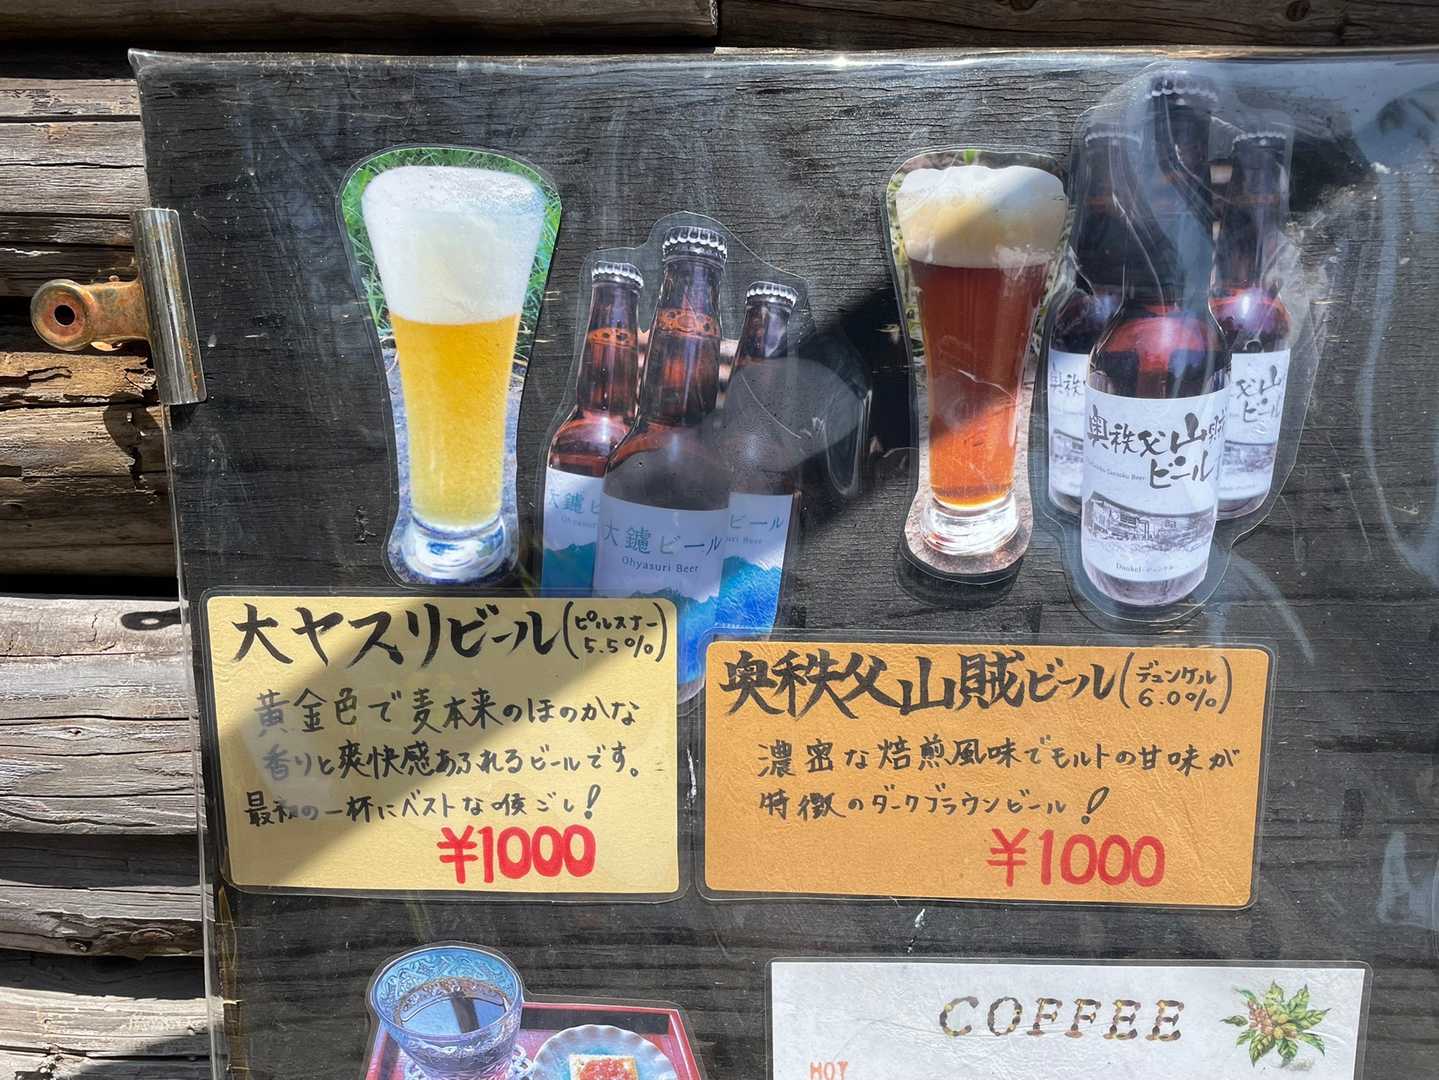 大鑢ビール
Ohyasuri Beer
奥秩父山賊
ビール
Dunkel -デュンケル-
大ヤスリビール(ピルスナー 5.5%)
黄金色で麦本来のほのかな
香りと爽快感あふれるビールです。
最初の一杯にベストな喉ごし!
¥1000
奥秩父山賊ビール(デュンケル 6.0%)
濃密な焙煎風味でモルトの甘味が
特徴のダークブラウンビール!
¥1000
COFFEE
HOT